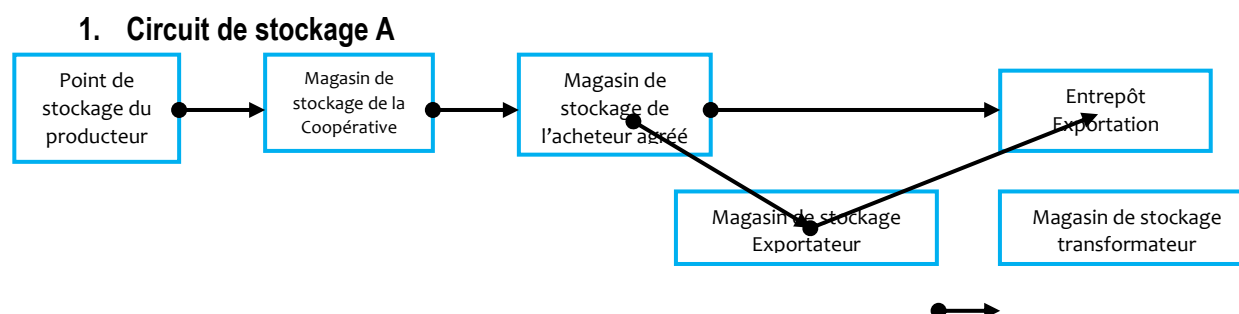 1. Circuit de stockage A
Point de
stockage du
producteur
Magasin de
stockage de la
Coopérative
Magasin de
stockage de
l'acheteur agréé
Entrepôt
Exportation
Magasin de stockage
Exportateur
Magasin de stockage
transformateur